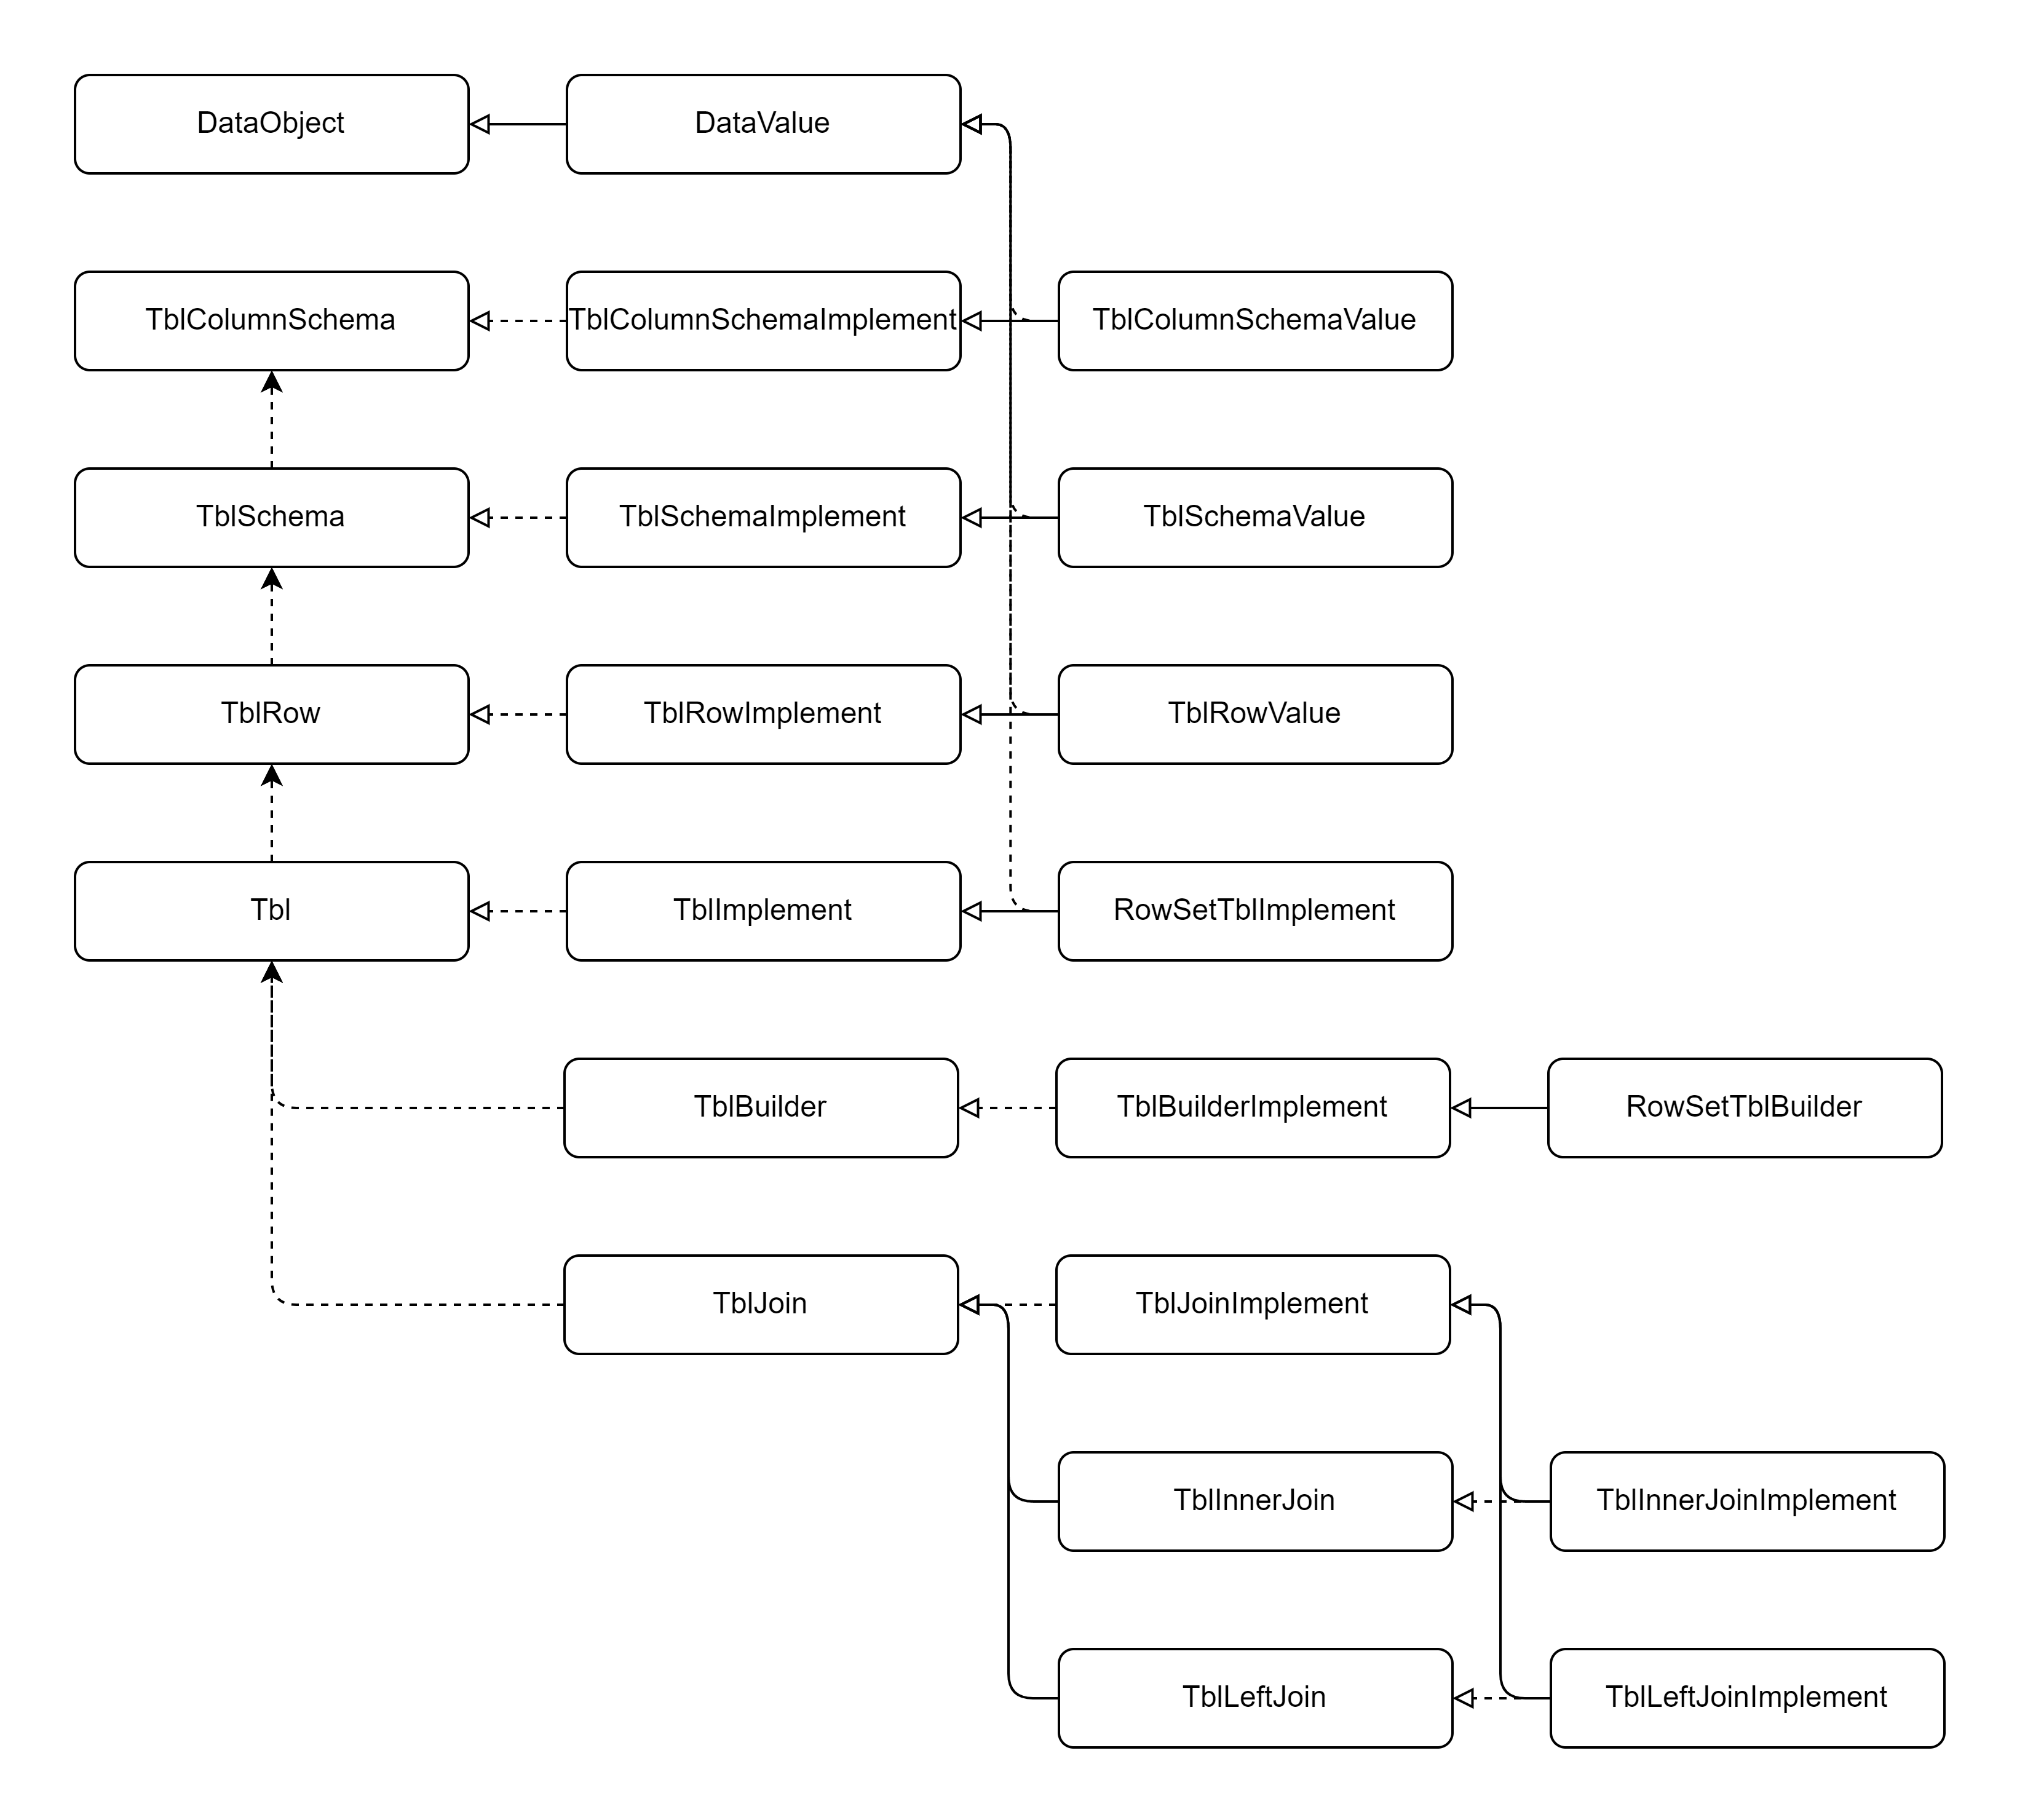 DataObject
DataValue
TblColumnSchema
TblColumnSchemaImplement
TblColumnSchemaValue
TblSchema
TblSchemaImplement
TblSchemaValue
TblRow
TblRowImplement
TblRowValue
Tbl
TblImplement
RowSetTblImplement
TblBuilder
TblBuilderImplement
RowSetTblBuilder
TblJoin
TblJoinImplement
TblInnerJoin
TblInnerJoinImplement
TblLeftJoin
TblLeftJoinImplement